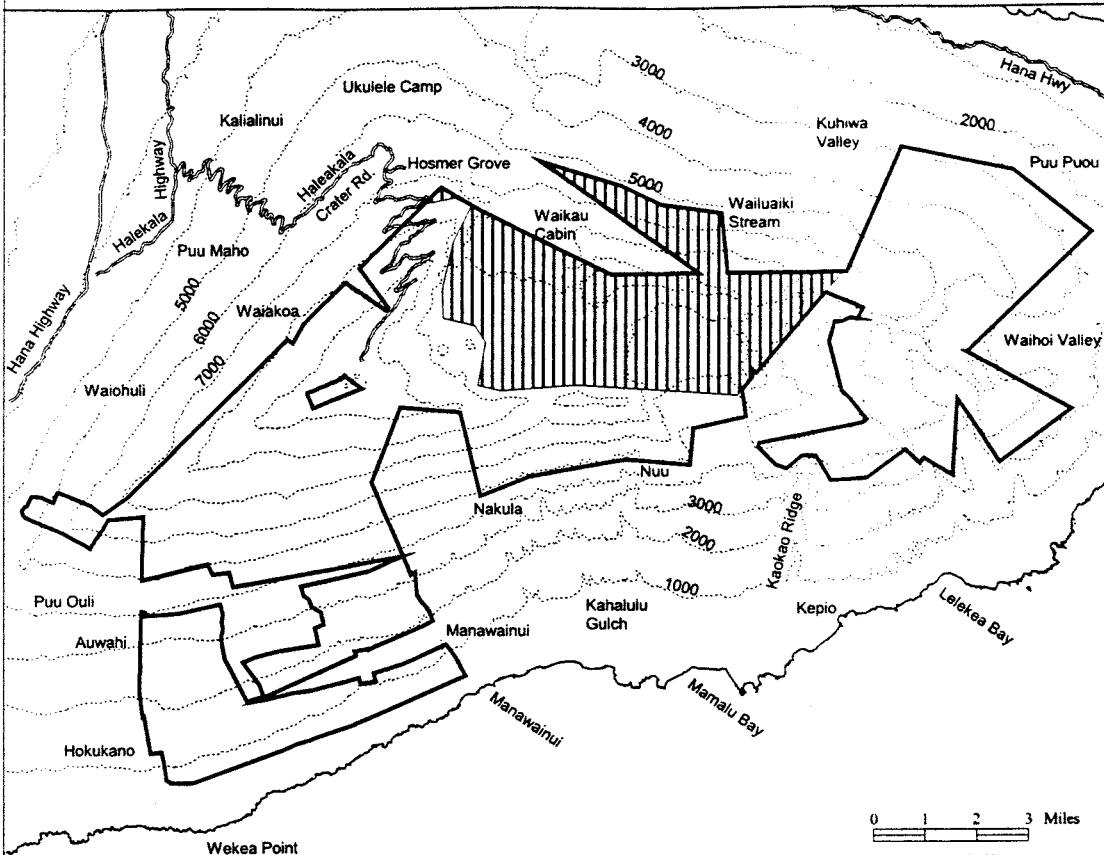 Hana Hwy
3000
Ukulele Camp
Kalialinui
4000
Kuhiwa
Valley
2000
Highway
Haleakala
Crater Rd.
Hosmer Grove
Puu Puou
5000
Wailuaiki
Stream
Waikau
Cabin
Halekala
Puu Maho
5000
Hana Highway
Waiakoa
6000
Waihoi Valley
7000
Waiohuli
Nuu
Nakula
3000
2000
Kaokao Ridge
1000
Puu Ouli
Kahalulu
Gulch
Kepio
Lelekea Bay
Auwahi
Manawainui
Mamalu Bay
Manawainui
Hokukano
0 1 2 3 Miles
Wekea Point